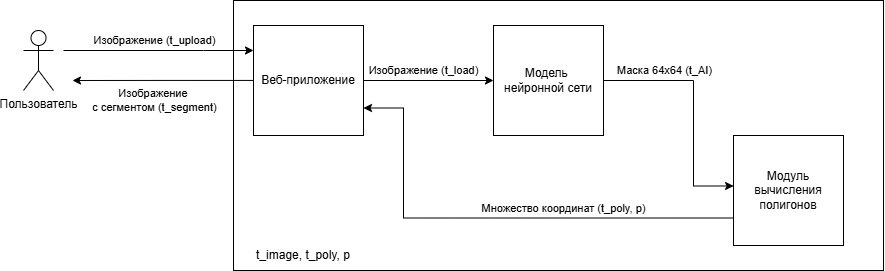 Изображение (t_upload)
Пользователь
Изображение
с сегментом (t_segment)
Веб-приложение
Изображение (t_load)
Модель
нейронной сети
Маска 64x64 (t_AI)
Модуль
вычисления
полигонов
Множество координат (t_poly, p)
t_image, t_poly, p